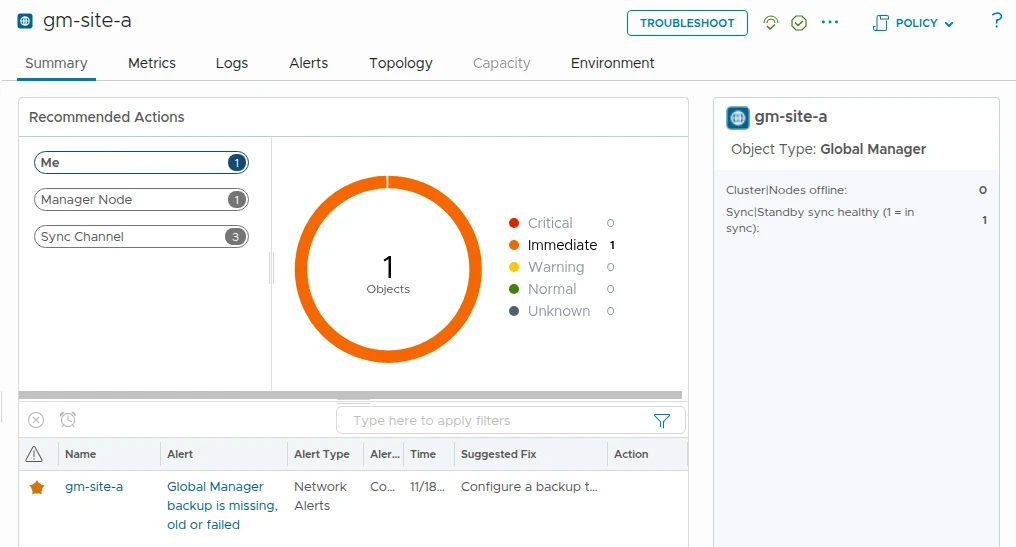 gm-site-a
TROUBLESHOOT
POLICY
?
Summary
Metrics
Logs
Alerts
Topology
Capacity
Environment
Recommended Actions
Me 1
Manager Node 1
Sync Channel 3
1
Objects
Critical 0
Immediate 1
Warning 0
Normal 0
Unknown 0
gm-site-a
Object Type: Global Manager
Cluster|Nodes offline: 0
Sync|Standby sync healthy (1 = in
sync): 1
Type here to apply filters
Name Alert Alert Type Aler... Time Suggested Fix Action
gm-site-a Global Manager Network Co... 11/18... Configure a backup t...
backup is missing, Alerts
old or failed